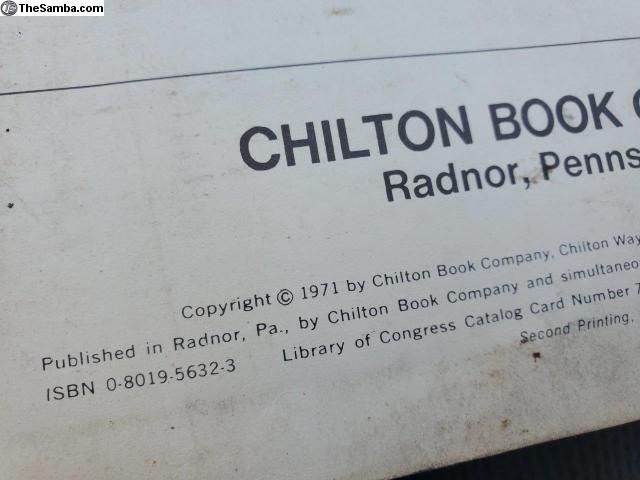 TheSamba.com
CHILTON BOOK
Radnor, Penns
Copyright © 1971 by Chilton Book Company, Chilton Way
Published in Radnor, Pa., by Chilton Book Company and simultaneo
ISBN 0-8019-5632-3 Library of Congress Catalog Card Number 7
Second Printing,